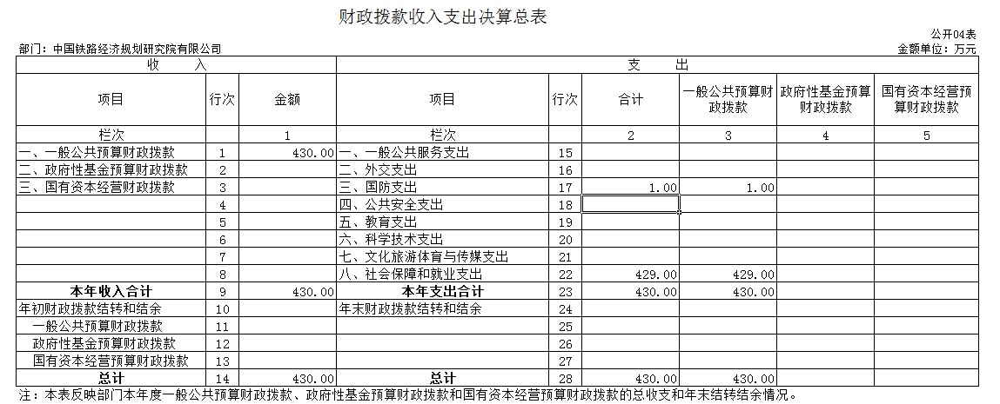 财政拨款收入支出决算总表
公开04表
部门：中国铁路经济规划研究院有限公司 金额单位：万元
收 入 支 出
项目 行次 金额 项目 行次 合计 一般公共预算财政拨款 政府性基金预算财政拨款 国有资本经营预算财政拨款
栏次 1 栏次 2 3 4 5
一、一般公共预算财政拨款 1 430.00 一、一般公共服务支出 15
二、政府性基金预算财政拨款 2 二、外交支出 16
三、国有资本经营财政拨款 3 三、国防支出 17 1.00 1.00
4 四、公共安全支出 18
5 五、教育支出 19
6 六、科学技术支出 20
7 七、文化旅游体育与传媒支出 21
8 八、社会保障和就业支出 22 429.00 429.00
本年收入合计 9 430.00 本年支出合计 23 430.00 430.00
年初财政拨款结转和结余 10 年末财政拨款结转和结余 24
一般公共预算财政拨款 11 25
政府性基金预算财政拨款 12 26
国有资本经营预算财政拨款 13 27
总计 14 430.00 总计 28 430.00 430.00
注：本表反映部门本年度一般公共预算财政拨款、政府性基金预算财政拨款和国有资本经营预算财政拨款的总收支和年末结转结余情况。